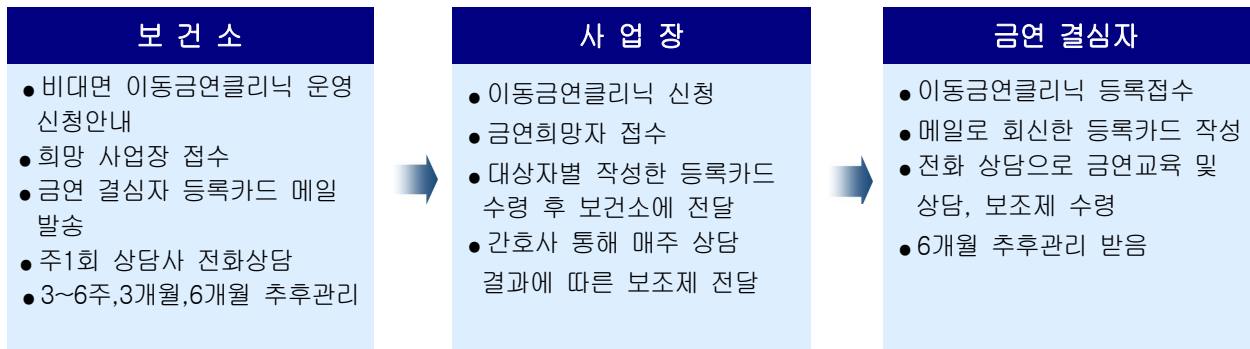 보 건 소
● 비대면 이동금연클리닉 운영
신청안내
● 희망 사업장 접수
● 금연 결심자 등록카드 메일
발송
● 주1회 상담사 전화상담
● 3~6주,3개월,6개월 추후관리
사 업 장
● 이동금연클리닉 신청
● 금연희망자 접수
● 대상자별 작성한 등록카드
수령 후 보건소에 전달
● 간호사 통해 매주 상담
결과에 따른 보조제 전달
금연 결심자
● 이동금연클리닉 등록접수
● 메일로 회신한 등록카드 작성
● 전화 상담으로 금연교육 및
상담, 보조제 수령
● 6개월 추후관리 받음